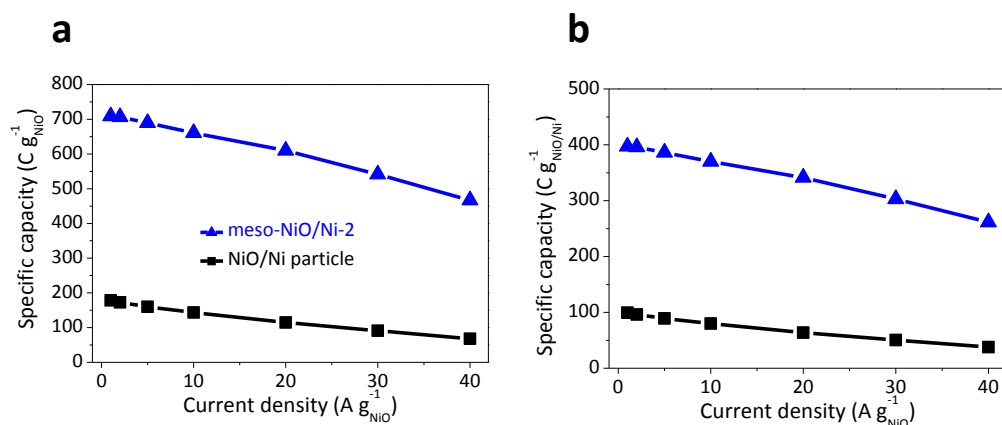 a
b
Specific capacity (C g⁻¹NiO)
800
700
600
500
400
300
200
100
0
meso-NiO/Ni-2
NiO/Ni particle
0 10 20 30 40
Current density (A g⁻¹NiO)
Specific capacity (C g⁻¹NiO/Ni)
500
400
300
200
100
0
0 10 20 30 40
Current density (A g⁻¹NiO)